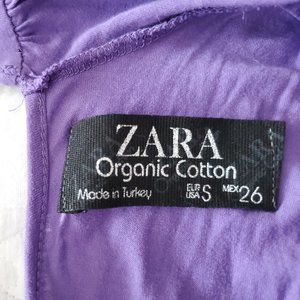 ZARA
Organic Cotton
Made in Turkey EUR USA S MEX 26